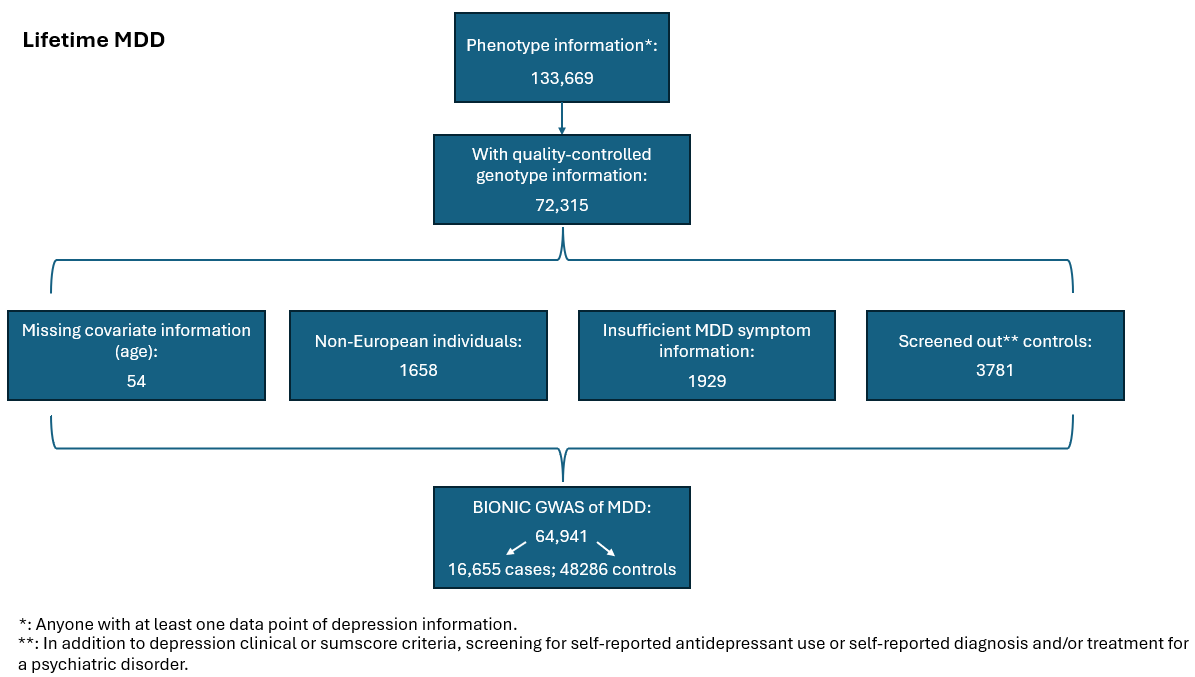 Lifetime MDD
Phenotype information*:
133,669
With quality-controlled
genotype information:
72,315
Missing covariate information
(age):
54
Non-European individuals:
1658
Insufficient MDD symptom
information:
1929
Screened out** controls:
3781
BIONIC GWAS of MDD:
64,941
16,655 cases; 48286 controls
*: Anyone with at least one data point of depression information.
**: In addition to depression clinical or sumscore criteria, screening for self-reported antidepressant use or self-reported diagnosis and/or treatment for
a psychiatric disorder.